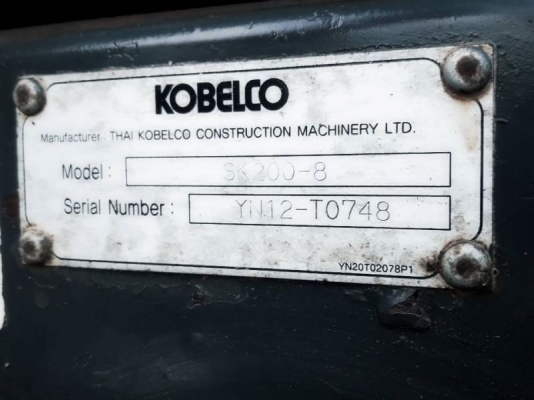 KOBELCO
Manufacturer: THAI KOBELCO CONSTRUCTION MACHINERY LTD.
Model : SK200-8
Serial Number : YN12-T0748
YN20T02078P1